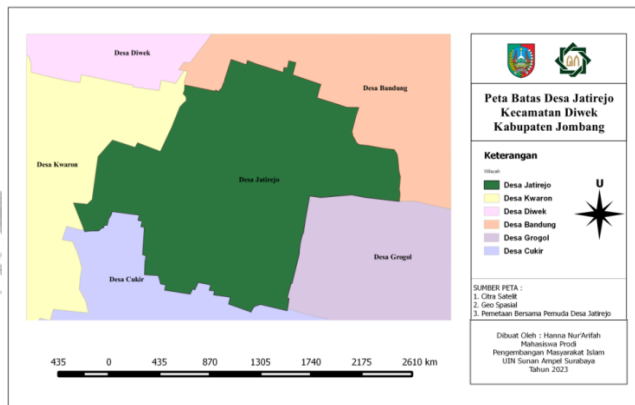 Desa Diwek
Desa Bandung
Desa Kwaron
Desa Jatirejo
Desa Grogol
Desa Cukir
435 0 435 870 1305 1740 2175 2610 km
Peta Batas Desa Jatirejo
Kecamatan Diwek
Kabupaten Jombang
Keterangan
Wilayah
Desa Jatirejo
Desa Kwaron
Desa Diwek
Desa Bandung
Desa Grogol
Desa Cukir
U
SUMBER PETA :
1. Citra Satelit
2. Geo Spasial
3. Pemetaan Bersama Pemuda Desa Jatirejo
Dibuat Oleh : Hanna Nur'Arifah
Mahasiswa Prodi
Pengembangan Masyarakat Islam
UIN Sunan Ampel Surabaya
Tahun 2023